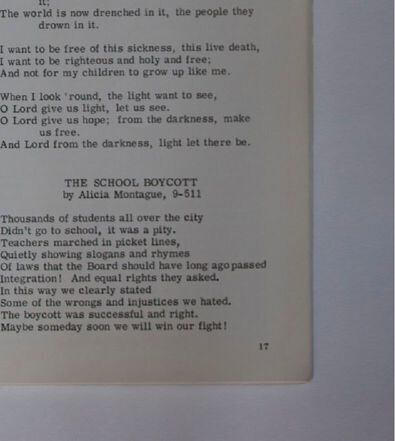 it;
The world is now drenched in it, the people they
drown in it.
I want to be free of this sickness, this live death,
I want to be righteous and holy and free;
And not for my children to grow up like me.
When I look 'round, the light want to see,
O Lord give us light, let us see.
O Lord give us hope; from the darkness, make
us free.
And Lord from the darkness, light let there be.
THE SCHOOL BOYCOTT
by Alicia Montague, 9-511
Thousands of students all over the city
Didn't go to school, it was a pity.
Teachers marched in picket lines,
Quietly showing slogans and rhymes
Of laws that the Board should have long ago passed
Integration! And equal rights they asked.
In this way we clearly stated
Some of the wrongs and injustices we hated.
The boycott was successful and right.
Maybe someday soon we will win our fight!
17